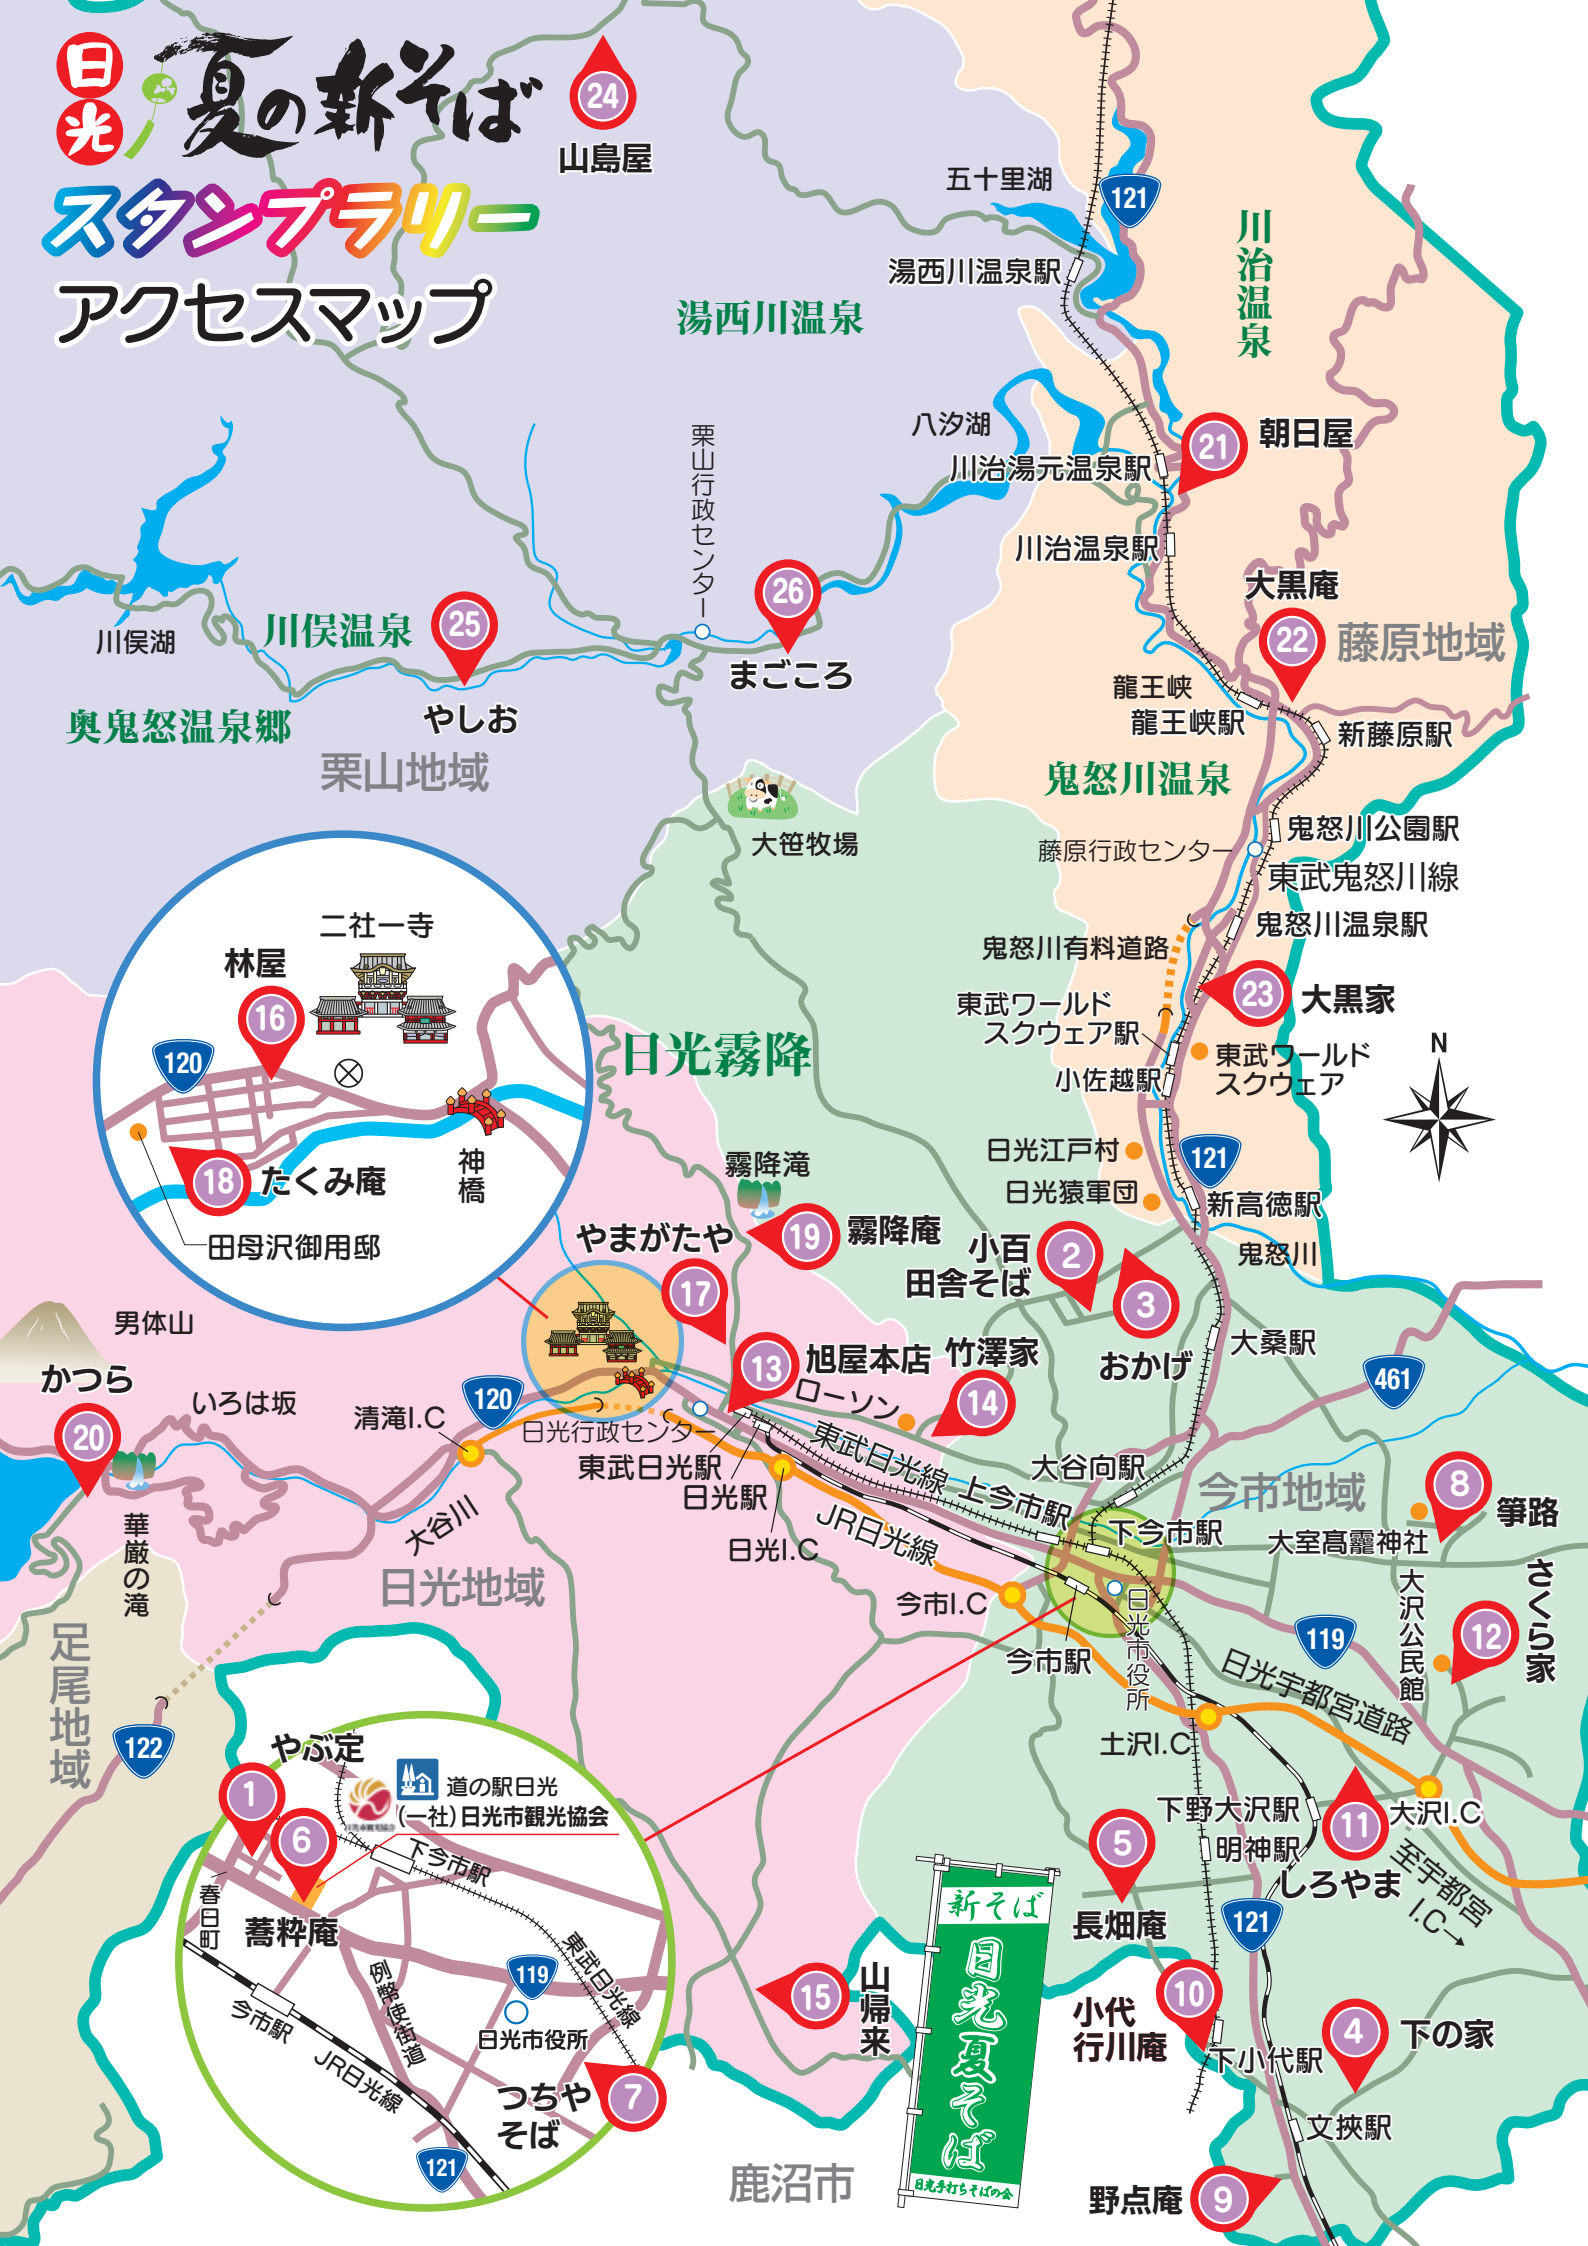 日光
夏の新そば
スタンプラリー
アクセスマップ
24
山島屋
五十里湖
121
川治温泉
湯西川温泉駅
湯西川温泉
八汐湖
21
朝日屋
川治湯元温泉駅
栗山行政センター
川治温泉駅
26
まごころ
25
やしお
川俣温泉
川俣湖
奥鬼怒温泉郷
栗山地域
大黒庵
22
藤原地域
龍王峡
龍王峡駅
新藤原駅
鬼怒川温泉
大笹牧場
鬼怒川公園駅
藤原行政センター
東武鬼怒川線
鬼怒川温泉駅
鬼怒川有料道路
23
大黒家
東武ワールド
スクウェア駅
東武ワールド
スクウェア
小佐越駅
N
二社一寺
林屋
16
120
神橋
18
たくみ庵
田母沢御用邸
日光霧降
霧降滝
日光江戸村
121
日光猿軍団
新高徳駅
鬼怒川
19
霧降庵
やまがたや
17
小百
田舎そば
2
3
おかげ
大桑駅
461
男体山
かつら
20
いろは坂
清滝I.C
120
日光行政センター
13
旭屋本店
竹澤家
14
ローソン
東武日光駅
日光駅
東武日光線
上今市駅
大谷向駅
今市地域
8
箏路
大室高龗神社
下今市駅
日光I.C
JR日光線
大谷川
華厳の滝
日光地域
今市I.C
今市駅
日光市役所
大沢公民館
12
さくら家
119
日光宇都宮道路
足尾地域
122
土沢I.C
やぶ定
1
6
蕎粋庵
道の駅日光
(一社)日光市観光協会
下今市駅
春日町
今市駅
JR日光線
例幣使街道
119
東武日光線
日光市役所
つちや
そば
7
121
下野大沢駅
明神駅
11
しろやま
大沢I.C
至宇都宮
I.C→
5
長畑庵
121
15
山帰来
新そば
日光夏そば
日光手打ちそばの会
10
小代
行川庵
下小代駅
4
下の家
文挾駅
野点庵
9
鹿沼市